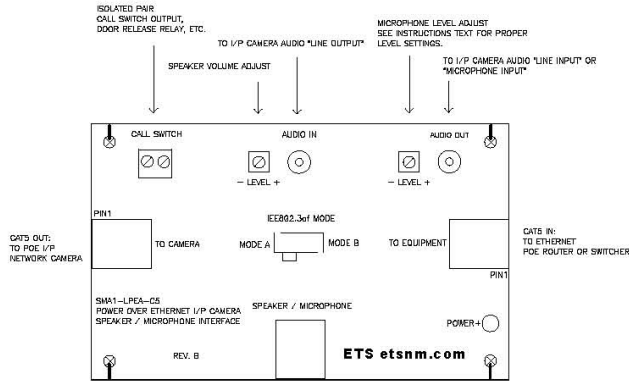 ISOLATED PAIR
CALL SWITCH OUTPUT,
DOOR RELEASE RELAY, ETC.
TO I/P CAMERA AUDIO "LINE OUTPUT"
SPEAKER VOLUME ADJUST
MICROPHONE LEVEL ADJUST
SEE INSTRUCTIONS TEXT FOR PROPER
LEVEL SETTINGS.
TO I/P CAMERA AUDIO "LINE INPUT" OR
"MICROPHONE INPUT"
CALL SWITCH
AUDIO IN
AUDIO OUT
- LEVEL +
- LEVEL +
PIN1
IEE802.3af MODE
CAT5 OUT:
TO POE I/P
NETWORK CAMERA
TO CAMERA
MODE A
MODE B
TO EQUIPMENT
CAT5 IN:
TO ETHERNET
POE ROUTER OR SWITCHER
PIN1
SMA1-LPEA-C5
POWER OVER ETHERNET I/P CAMERA
SPEAKER / MICROPHONE INTERFACE
SPEAKER / MICROPHONE
POWER+
REV. B
ETS etsnm.com